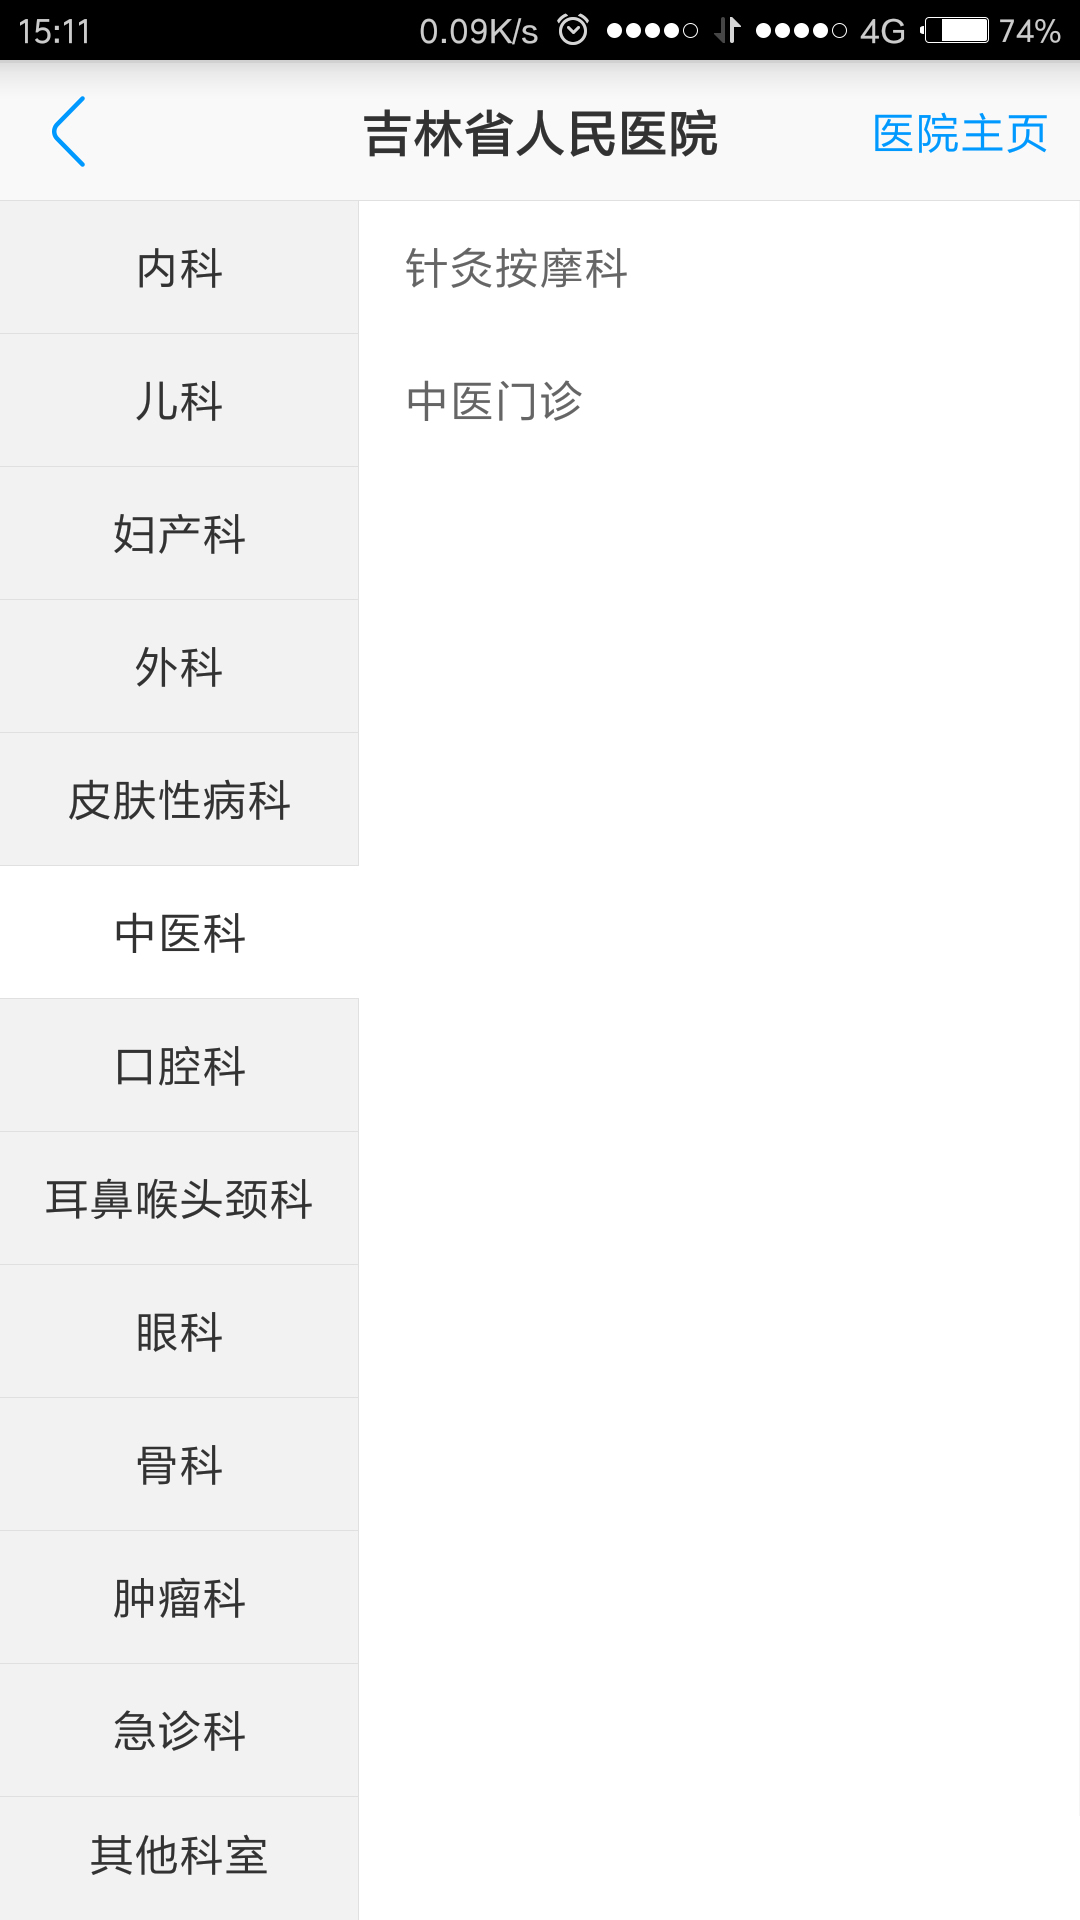 15:11 0.09K/s 4G 74%
吉林省人民医院 医院主页
内科
儿科
妇产科
外科
皮肤性病科
中医科
口腔科
耳鼻喉头颈科
眼科
骨科
肿瘤科
急诊科
其他科室
针灸按摩科
中医门诊